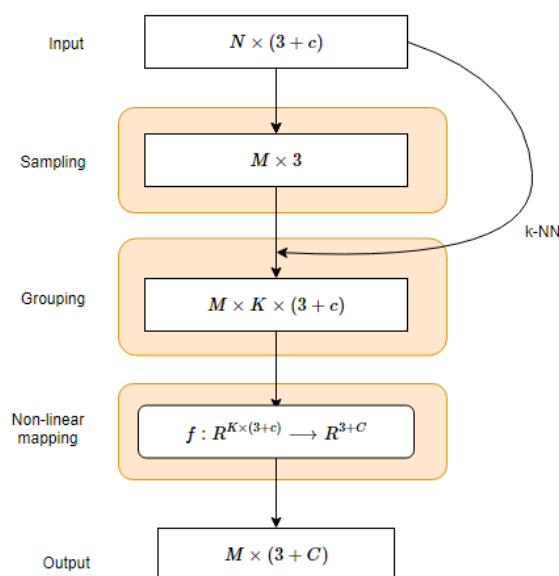 Input
N × (3 + c)
Sampling
M × 3
k-NN
Grouping
M × K × (3 + c)
Non-linear
mapping
f : R^{K×(3+c)} ⟶ R^{3+C}
Output
M × (3 + C)